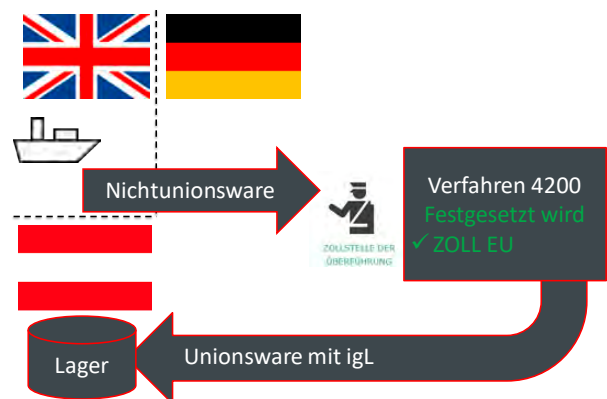 Nichtunionsware
ZOLLSTELLE DER
ÜBERFÜHRUNG
Verfahren 4200
Festgesetzt wird
✓ ZOLL EU
Unionsware mit igL
Lager